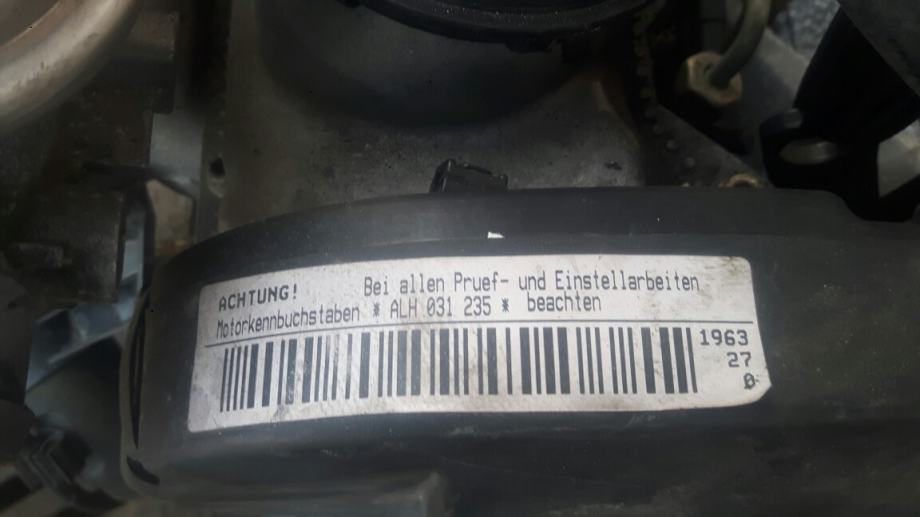 ACHTUNG! Bei allen Pruef- und Einstellarbeiten
Motorkennbuchstaben * ALH 031 235 * beachten
1963
27
0